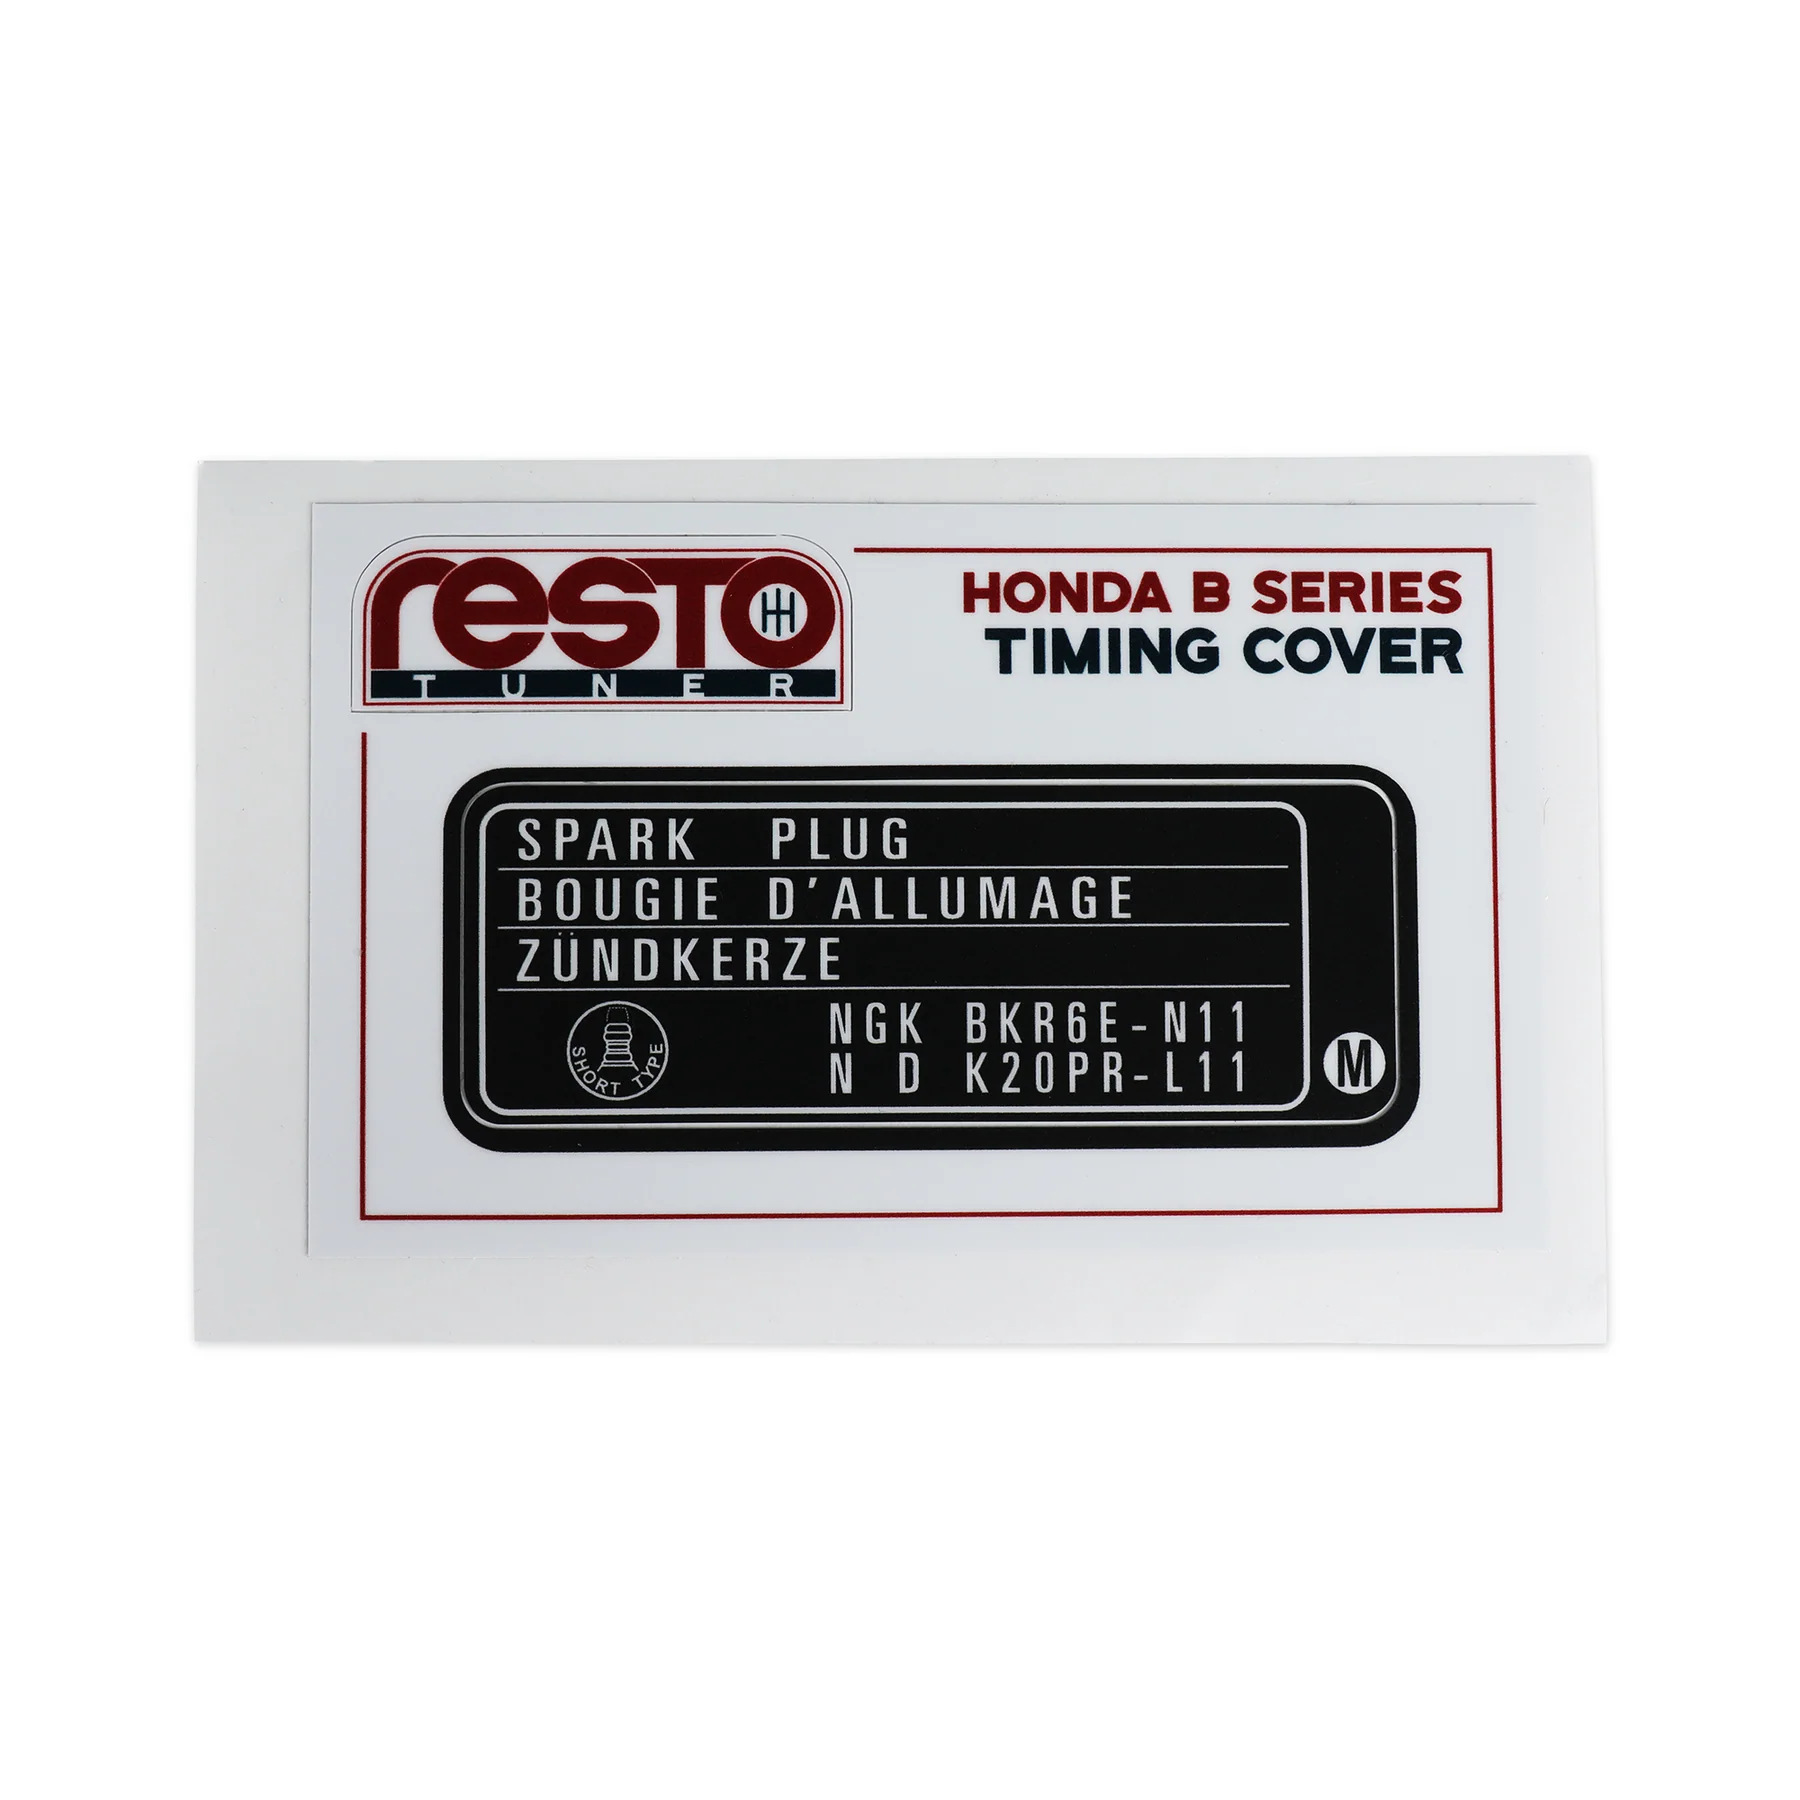 resto
TUNER
HONDA B SERIES
TIMING COVER
SPARK PLUG
BOUGIE D'ALLUMAGE
ZÜNDKERZE
SHORT TYPE
NGK BKR6E-N11
N D K20PR-L11
M